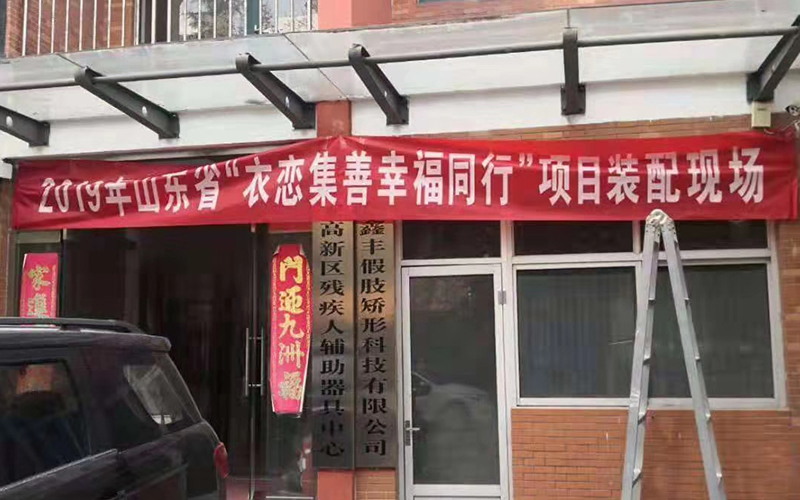 2019年山东省“衣恋集善幸福同行”项目装配现场
鑫丰假肢矫形科技有限公司
高新区残疾人辅助器具中心
門迎九洲福
家